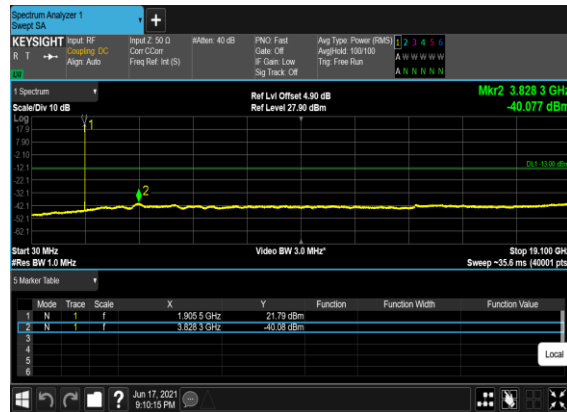 Spectrum Analyzer 1
Swept SA
+
KEYSIGHT Input: RF Input Z: 50 Ω #Atten: 40 dB PNO: Fast Avg Type: Power (RMS) 1 2 3 4 5 6
R T Coupling: DC Corr CCorr Gate: Off Avg|Hold: 100/100 A W W W W W
Align: Auto Freq Ref: Int (S) IF Gain: Low Trig: Free Run
Sig Track: Off A N N N N N
1 Spectrum Ref Lvl Offset 4.90 dB Mkr2 3.828 3 GHz
Scale/Div 10 dB Ref Level 27.90 dBm -40.077 dBm
Log
17.9
7.90
-2.10
-12.1
-22.1
-32.1
-42.1
-52.1
-62.1
1
2
DL1 -13.00 dBm
Start 30 MHz Video BW 3.0 MHz* Stop 19.100 GHz
#Res BW 1.0 MHz Sweep ~35.6 ms (40001 pts)
5 Marker Table
Mode Trace Scale X Y Function Function Width Function Value
1 N 1 f 1.905 5 GHz 21.79 dBm
2 N 1 f 3.828 3 GHz -40.08 dBm
3
4
5
6
Local
? Jun 17, 2021
9:10:15 PM